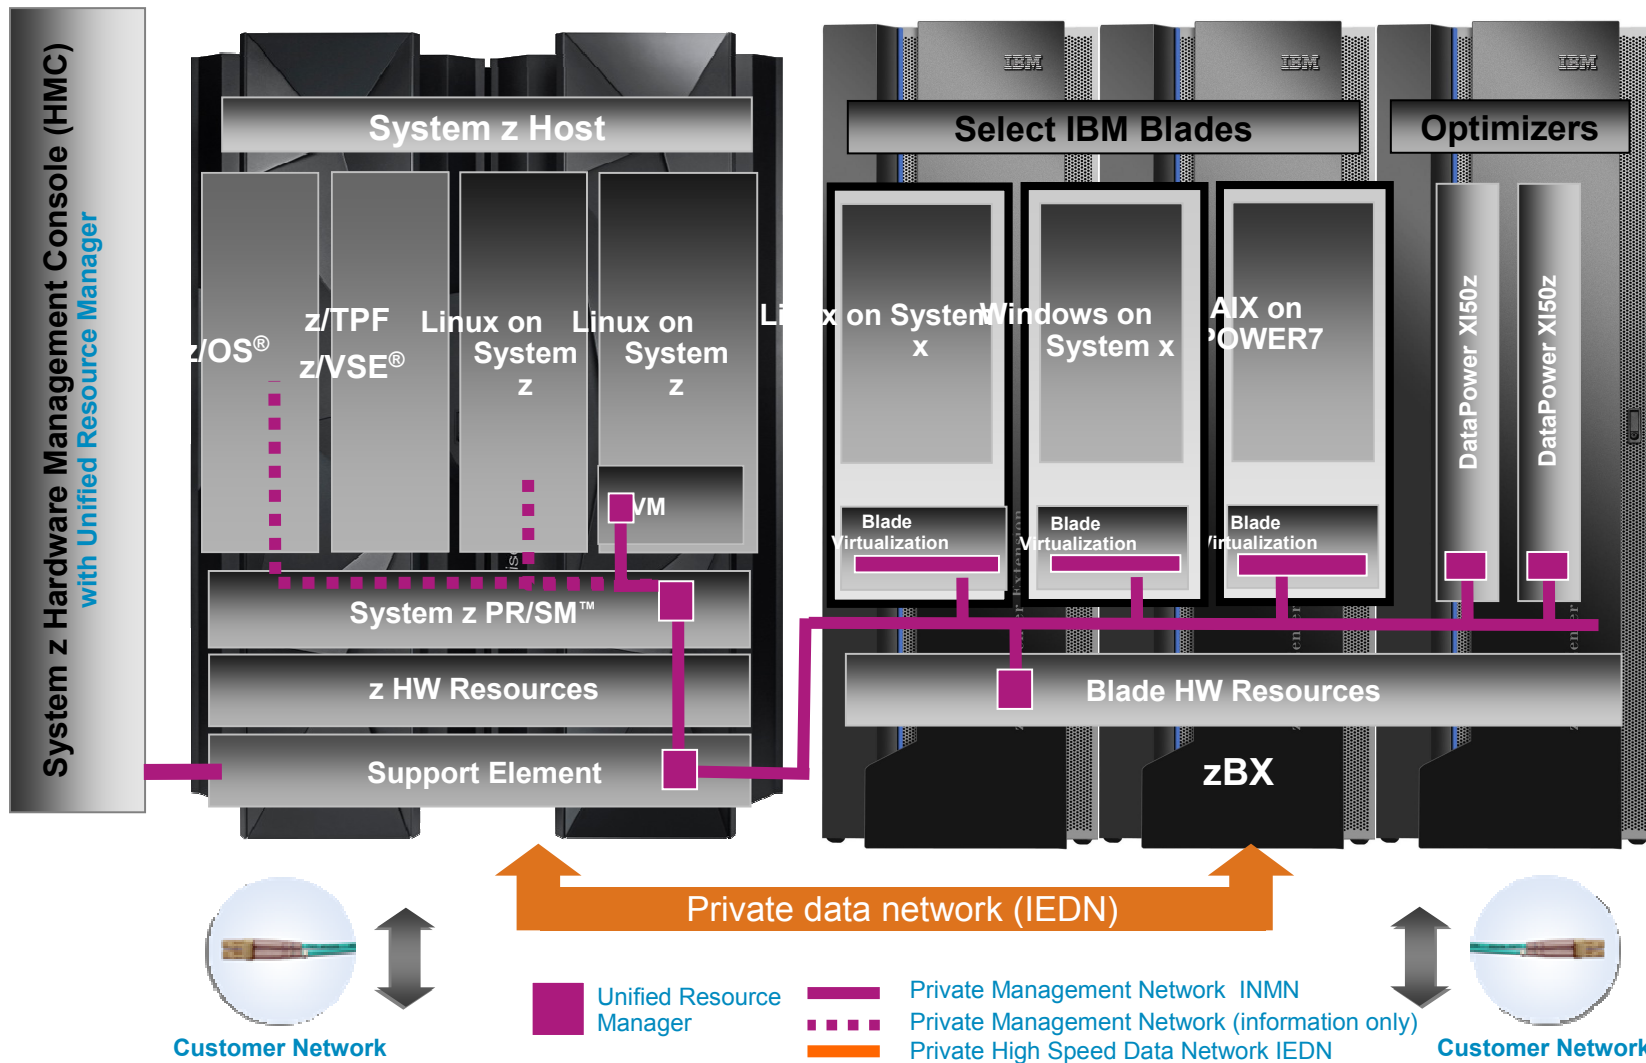 System z Hardware Management Console (HMC)
with Unified Resource Manager
System z Host
z/OS®
z/TPF
z/VSE®
Linux on
System
z
Linux on
System
z
VM
System z PR/SM™
z HW Resources
Support Element
IBM
IBM
IBM
Select IBM Blades
Optimizers
Linux on System
x
Windows on
System x
AIX on
POWER7
DataPower XI50z
DataPower XI50z
Blade
Virtualization
Blade
Virtualization
Blade
Virtualization
Blade HW Resources
zBX
Private data network (IEDN)
Customer Network
Unified Resource
Manager
Private Management Network INMN
Private Management Network (information only)
Private High Speed Data Network IEDN
Customer Network